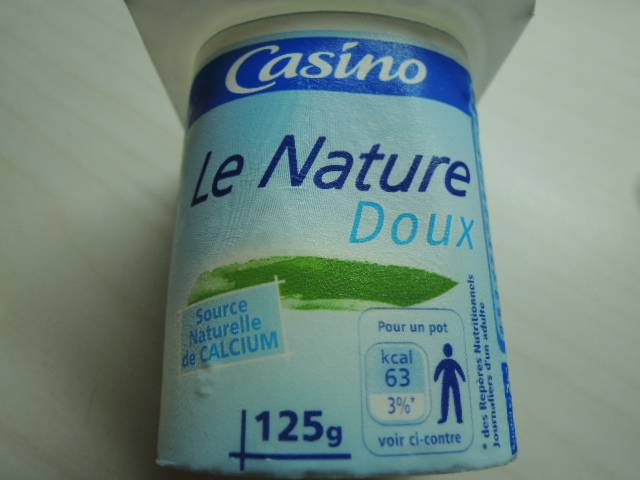 Casino
Le Nature
Doux
Source
Naturelle
de CALCIUM
Pour un pot
kcal
63
3%*
voir ci-contre
125g
* des Repères Nutritionnels
Journaliers d'un adulte